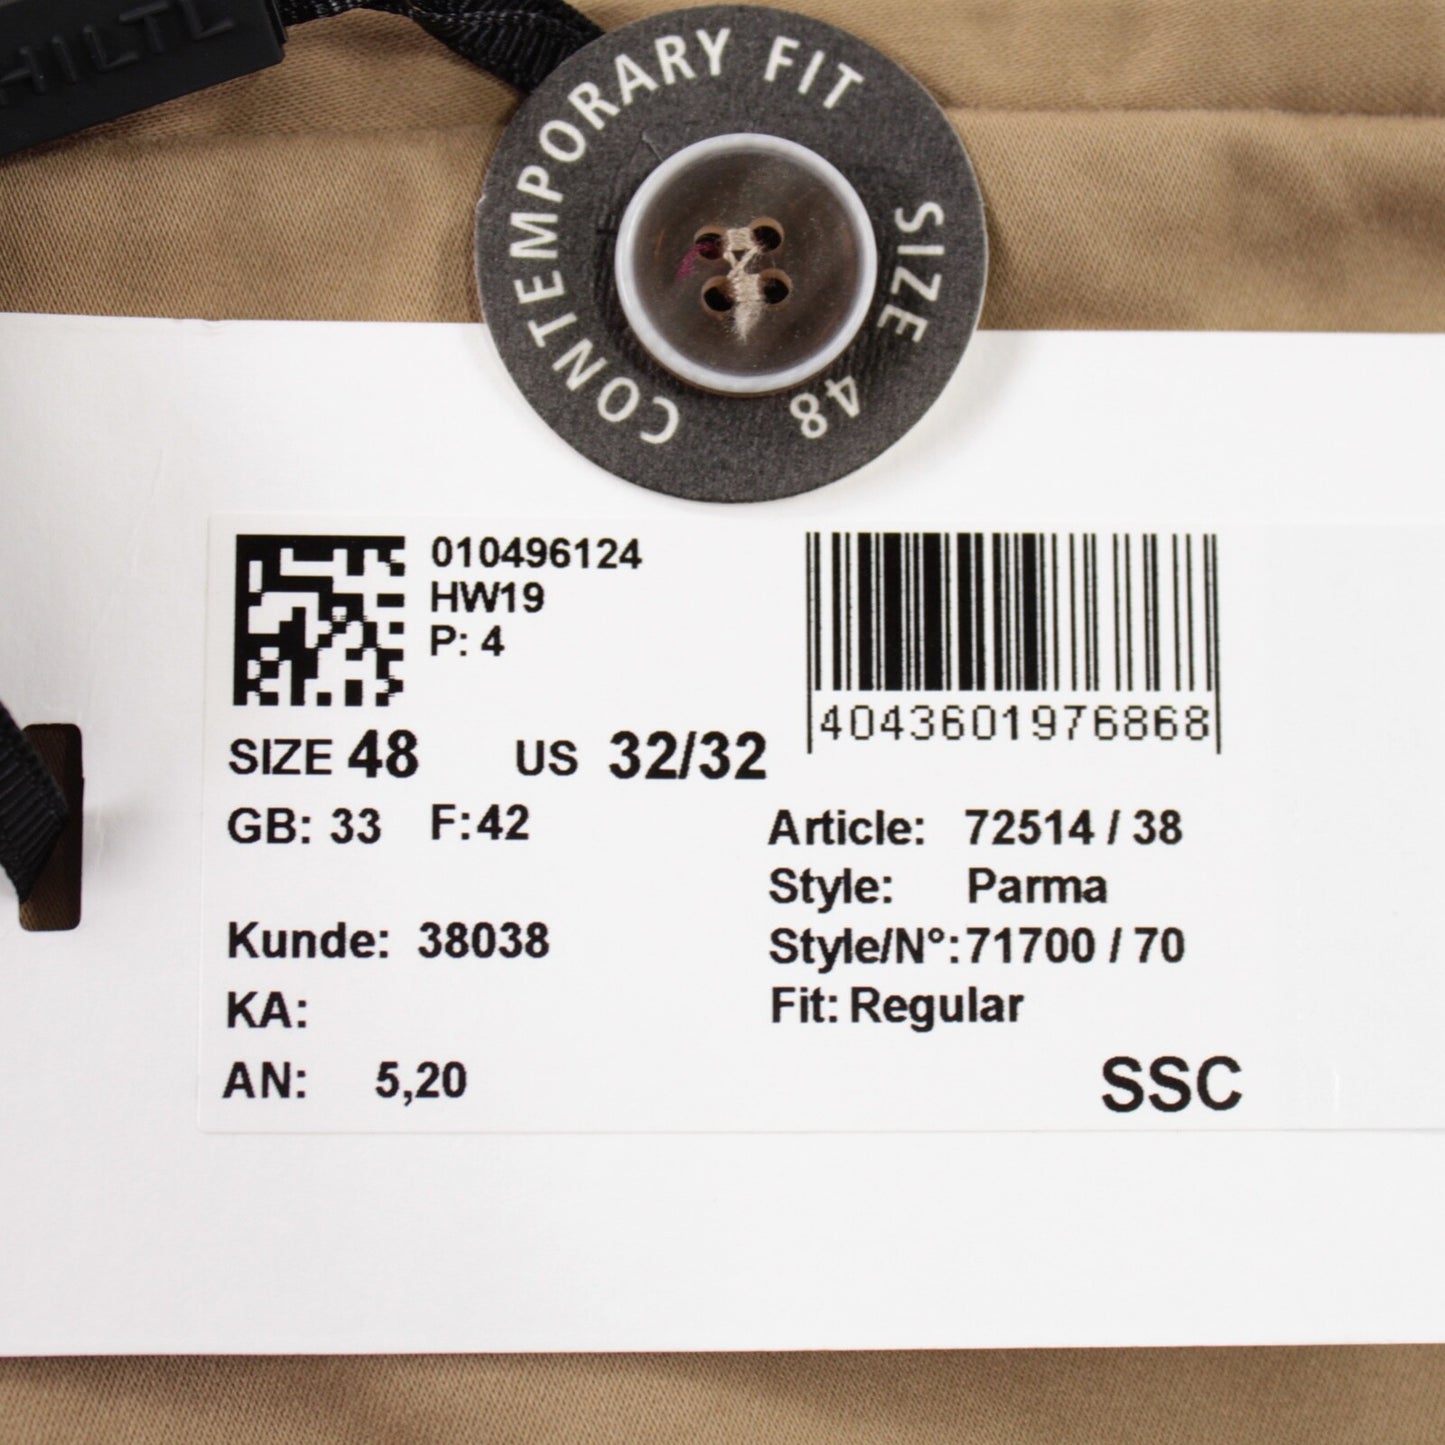 HILTL
CONTEMPORARY FIT
SIZE 48
010496124
HW19
P: 4
4043601976868
SIZE 48 US 32/32
GB: 33 F:42
Article: 72514 / 38
Style: Parma
Kunde: 38038
Style/N°:71700 / 70
KA:
Fit: Regular
AN: 5,20
SSC